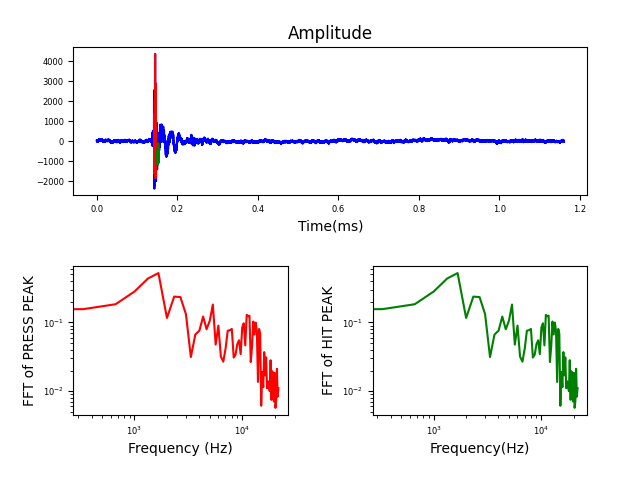 Amplitude
4000
3000
2000
1000
0
−1000
−2000
0.0 0.2 0.4 0.6 0.8 1.0 1.2
Time(ms)
FFT of PRESS PEAK
10⁻¹
10⁻²
10³ 10⁴
Frequency (Hz)
FFT of HIT PEAK
10⁻¹
10⁻²
10³ 10⁴
Frequency(Hz)